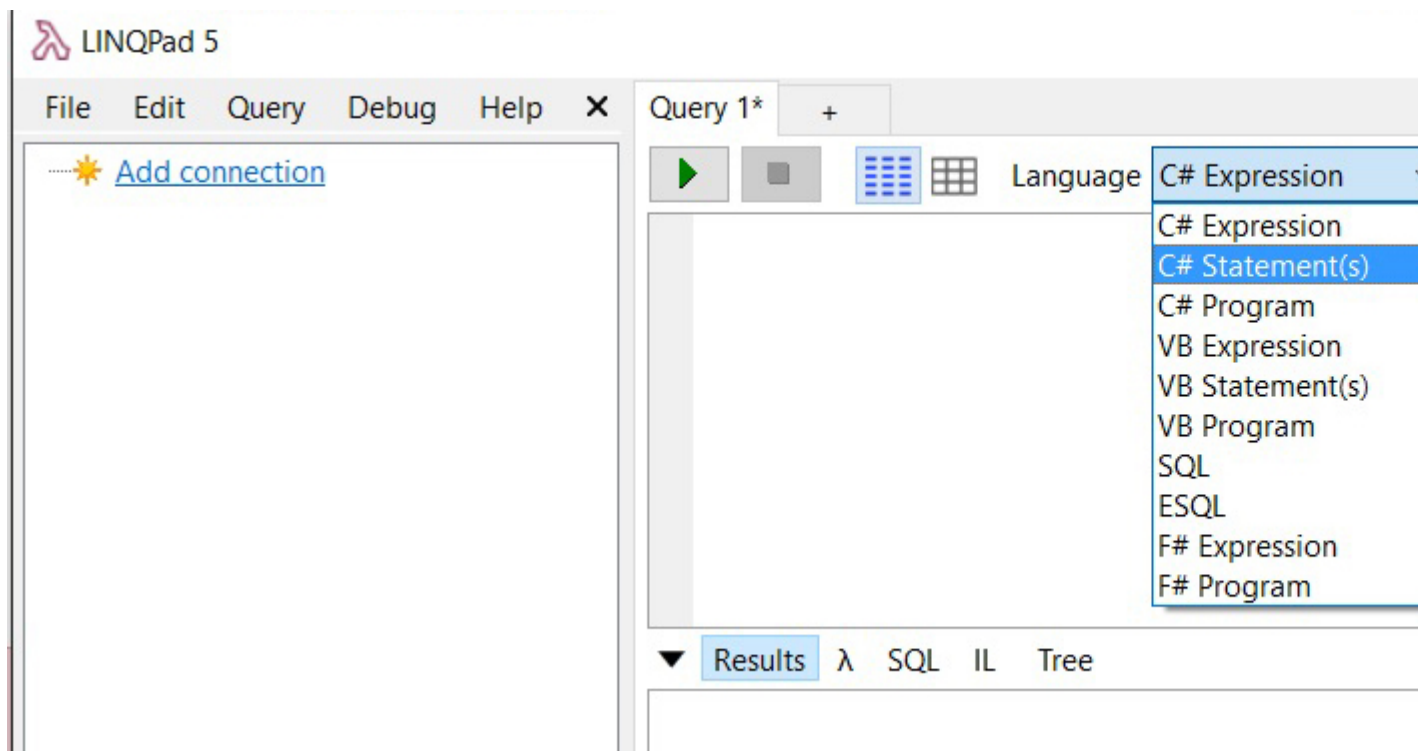 LINQPad 5
File Edit Query Debug Help ×
Query 1* +
Add connection
Language C# Expression
C# Expression
C# Statement(s)
C# Program
VB Expression
VB Statement(s)
VB Program
SQL
ESQL
F# Expression
F# Program
Results λ SQL IL Tree